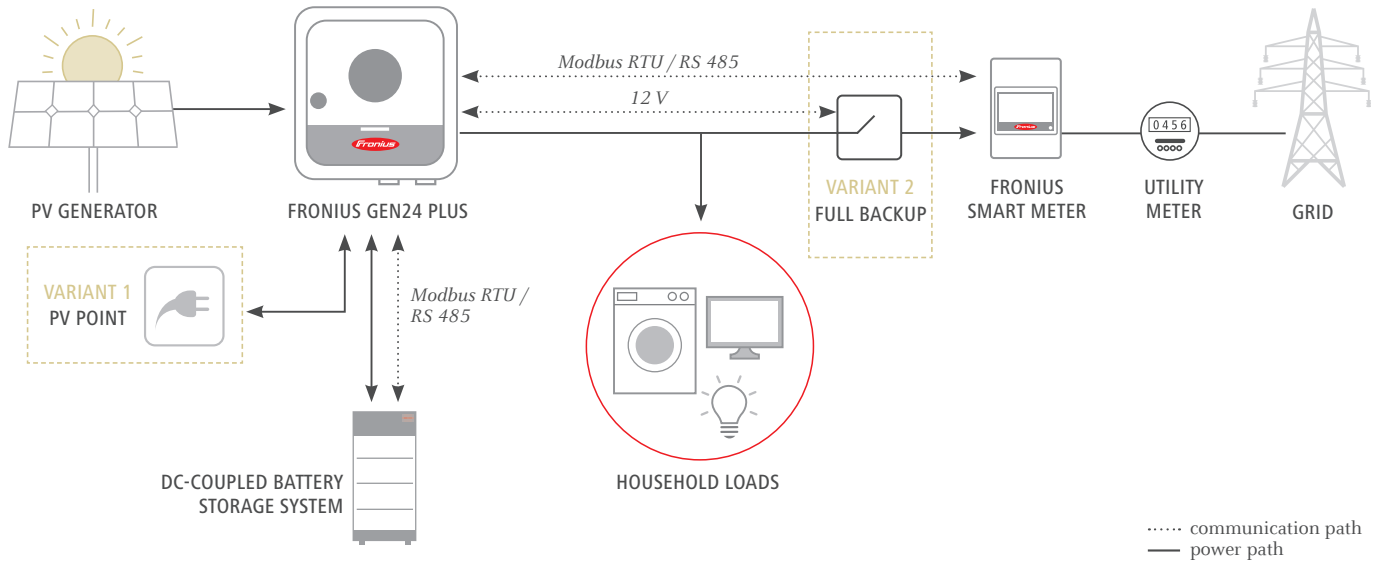 Modbus RTU / RS 485
12 V
Fronius
Fronius
0456
PV GENERATOR
FRONIUS GEN24 PLUS
VARIANT 2
FULL BACKUP
FRONIUS
SMART METER
UTILITY
METER
GRID
VARIANT 1
PV POINT
Modbus RTU /
RS 485
DC-COUPLED BATTERY
STORAGE SYSTEM
HOUSEHOLD LOADS
communication path
power path